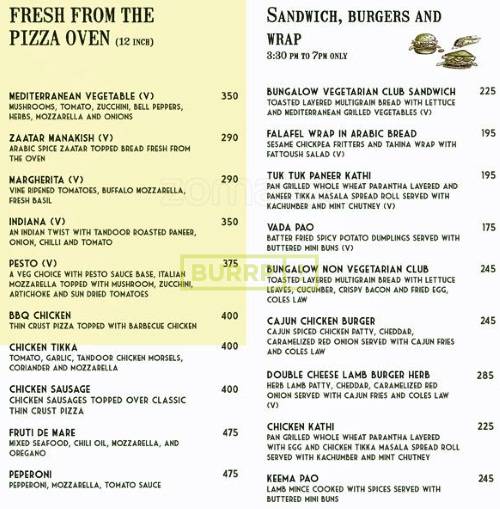 FRESH FROM THE
PIZZA OVEN (12 INCH)
MEDITERRANEAN VEGETABLE (V) 350
MUSHROOMS, TOMATO, ZUCCHINI, BELL PEPPERS,
HERBS, MOZZARELLA AND ONIONS
ZAATAR MANAKISH (V) 290
ARABIC SPICE ZAATAR TOPPED BREAD FRESH FROM
THE OVEN
MARGHERITA (V) 290
VINE RIPENED TOMATOES, BUFFALO MOZZARELLA,
FRESH BASIL
INDIANA (V) 350
AN INDIAN TWIST WITH TANDOOR ROASTED PANEER,
ONION, CHILLI AND TOMATO
PESTO (V) 375
A VEG CHOICE WITH PESTO SAUCE BASE, ITALIAN
MOZZARELLA TOPPED WITH MUSHROOM, ZUCCHINI,
ARTICHOKE AND SUN DRIED TOMATOES
BBQ CHICKEN 400
THIN CRUST PIZZA TOPPED WITH BARBECUE CHICKEN
CHICKEN TIKKA 400
TOMATO, GARLIC, TANDOOR CHICKEN MORSELS,
CORIANDER AND MOZZARELLA
CHICKEN SAUSAGE 400
CHICKEN SAUSAGES TOPPED OVER CLASSIC
THIN CRUST PIZZA
FRUTI DE MARE 475
MIXED SEAFOOD, CHILI OIL, MOZZARELLA, AND
OREGANO
PEPERONI 475
PEPPERONI, MOZZARELLA, TOMATO SAUCE
SANDWICH, BURGERS AND
WRAP
3:30 PM TO 7PM ONLY
BUNGALOW VEGETARIAN CLUB SANDWICH 225
TOASTED LAYERED MULTIGRAIN BREAD WITH LETTUCE
AND MEDITERRANEAN GRILLED VEGETABLES (V)
FALAFEL WRAP IN ARABIC BREAD 195
SESAME CHICKPEA FRITTERS AND TAHINA WRAP WITH
FATTOUSH SALAD (V)
TUK TUK PANEER KATHI 195
PAN GRILLED WHOLE WHEAT PARANTHA LAYERED AND
PANEER TIKKA MASALA SPREAD ROLL SERVED WITH
KACHUMBER AND MINT CHUTNEY (V)
VADA PAO 175
BATTER FRIED SPICY POTATO DUMPLINGS SERVED WITH
BUTTERED MINI BUNS (V)
BUNGALOW NON VEGETARIAN CLUB 245
TOASTED LAYERED MULTIGRAIN BREAD WITH LETTUCE
LEAVES, CUCUMBER, CRISPY BACON AND FRIED EGG,
COLES LAW
CAJUN CHICKEN BURGER 245
CAJUN SPICED CHICKEN PATTY, CHEDDAR,
CARAMELIZED RED ONION SERVED WITH CAJUN FRIES
AND COLES LAW
DOUBLE CHEESE LAMB BURGER HERB 285
HERB LAMB PATTY, CHEDDAR, CARAMELIZED RED
ONION SERVED WITH CAJUN FRIES AND COLES LAW
(V)
CHICKEN KATHI 225
PAN GRILLED WHOLE WHEAT PARANTHA LAYERED
WITH EGG AND CHICKEN TIKKA MASALA SPREAD ROLL
SERVED WITH KACHUMBER AND MINT CHUTNEY
KEEMA PAO 245
LAMB MINCE COOKED WITH SPICES SERVED WITH
BUTTERED MINI BUNS